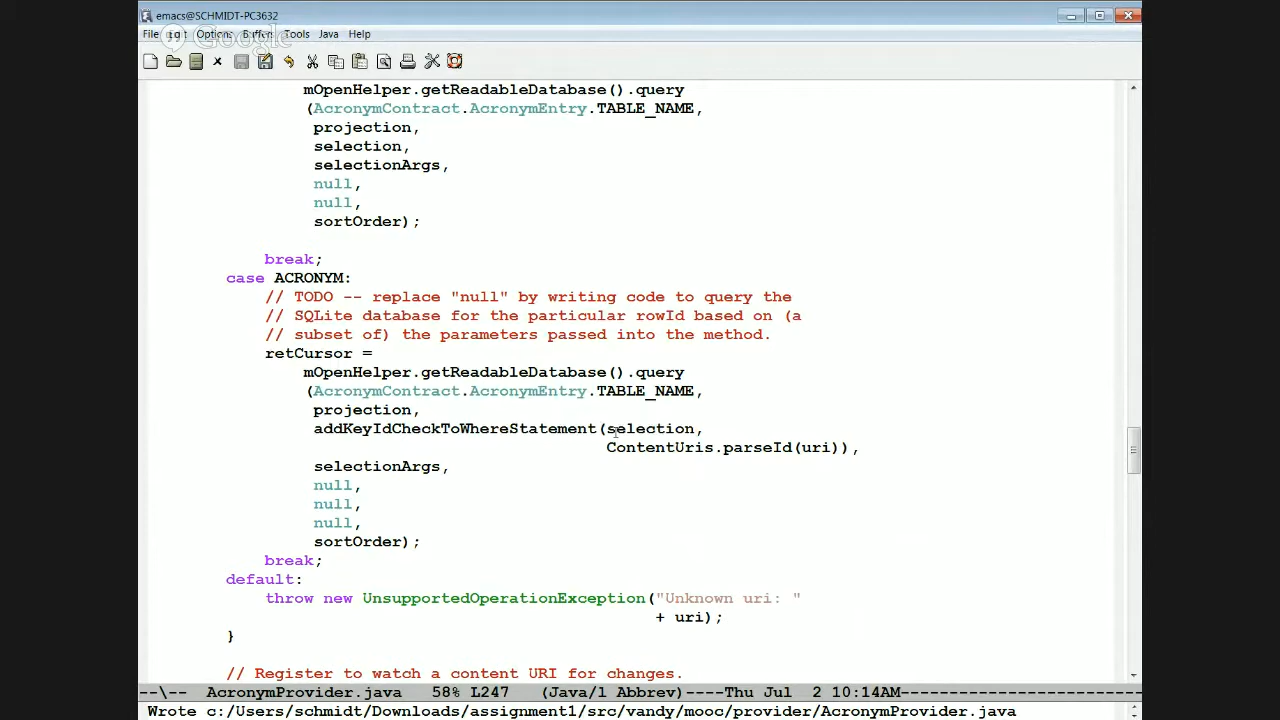 emacs@SCHMIDT-PC3632
File Edit Options Buffers Tools Java Help
Google
mOpenHelper.getReadableDatabase().query
(AcronymContract.AcronymEntry.TABLE_NAME,
projection,
selection,
selectionArgs,
null,
null,
sortOrder);
break;
case ACRONYM:
// TODO -- replace "null" by writing code to query the
// SQLite database for the particular rowId based on (a
// subset of) the parameters passed into the method.
retCursor =
mOpenHelper.getReadableDatabase().query
(AcronymContract.AcronymEntry.TABLE_NAME,
projection,
addKeyIdCheckToWhereStatement(selection,
ContentUris.parseId(uri)),
selectionArgs,
null,
null,
null,
sortOrder);
break;
default:
throw new UnsupportedOperationException("Unknown uri: "
+ uri);
}
// Register to watch a content URI for changes.
--\-- AcronymProvider.java 58% L247 (Java/l Abbrev)----Thu Jul 2 10:14AM--------------------------
Wrote c:/Users/schmidt/Downloads/assignment1/src/vandy/mooc/provider/AcronymProvider.java